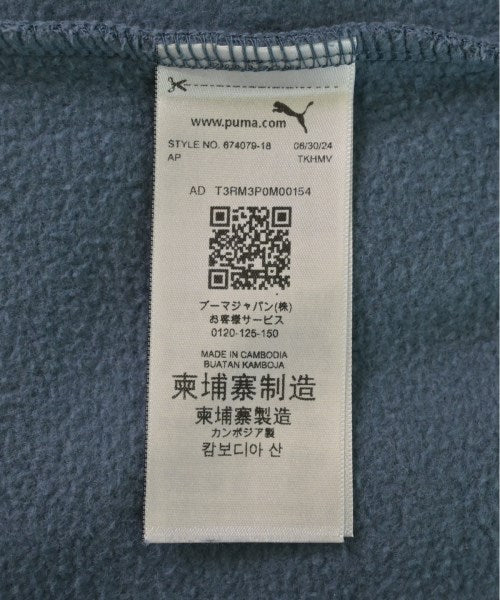 www.puma.com
STYLE NO. 674079-18 06/30/24
AP TKHMV
AD T3RM3P0M00154
プーマジャパン(株)
お客様サービス
0120-125-150
MADE IN CAMBODIA
BUATAN KAMBOJA
柬埔寨制造
柬埔寨製造
カンボジア製
캄보디아 산